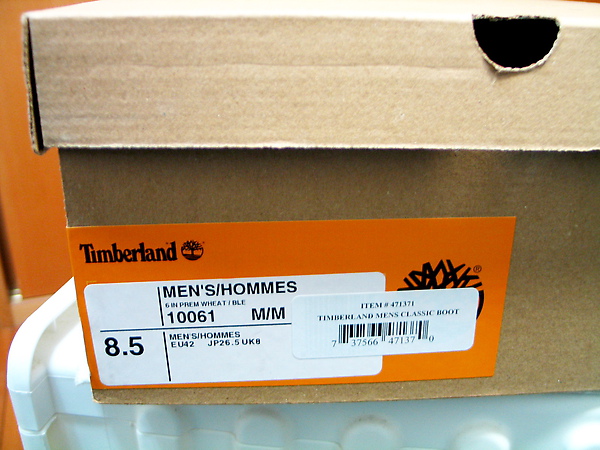 Timberland
MEN'S/HOMMES
6 IN PREM WHEAT / BLE
10061 M/M
8.5
MEN'S/HOMMES
EU42 JP26.5 UK8
®
ITEM # 471371
TIMBERLAND MENS CLASSIC BOOT
7 37566 47137 0